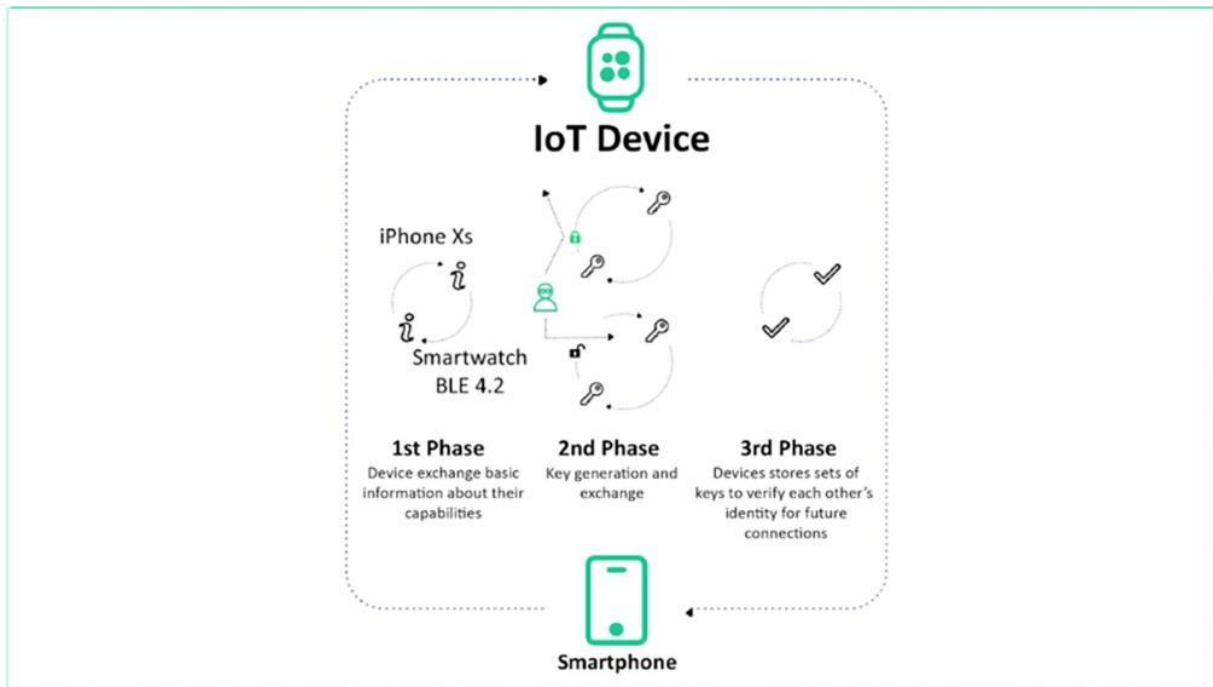 IoT Device
iPhone Xs
Smartwatch
BLE 4.2
1st Phase
Device exchange basic
information about their
capabilities
2nd Phase
Key generation and
exchange
3rd Phase
Devices stores sets of
keys to verify each other's
identity for future
connections
Smartphone